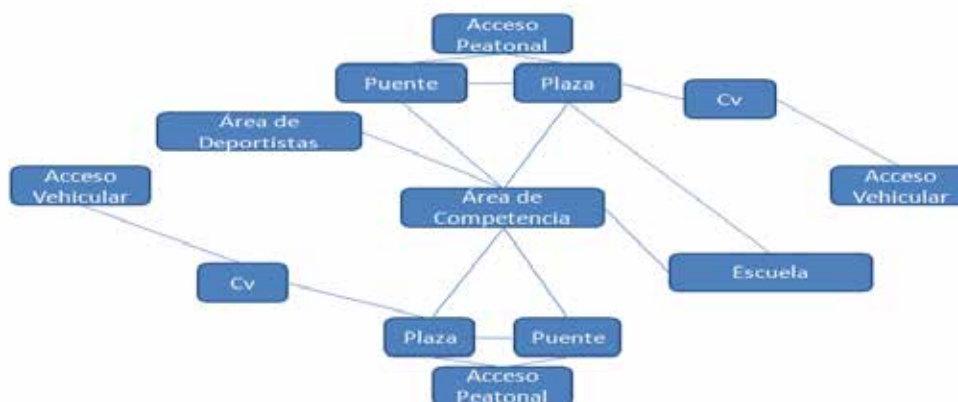 Acceso
Peatonal
Puente
Plaza
Cv
Área de
Deportistas
Acceso
Vehicular
Acceso
Vehicular
Área de
Competencia
Escuela
Cv
Plaza
Puente
Acceso
Peatonal